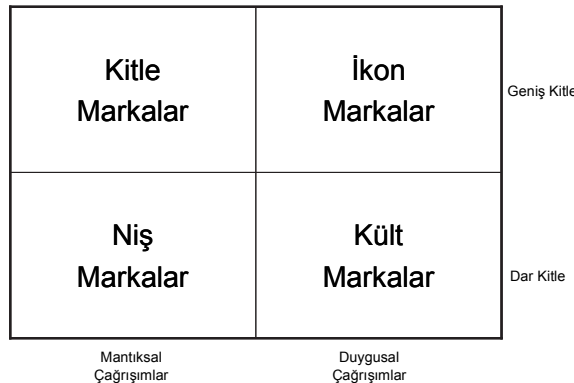 Kitle
Markalar
İkon
Markalar
Geniş Kitle
Niş
Markalar
Kült
Markalar
Dar Kitle
Mantıksal
Çağrışımlar
Duygusal
Çağrışımlar